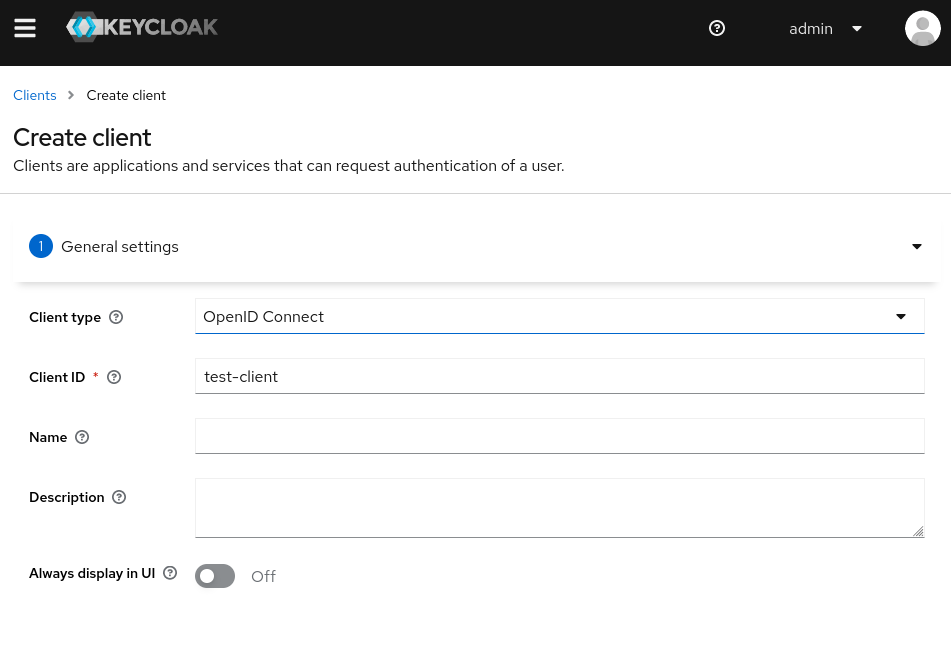 KEYCLOAK
admin
Clients > Create client
Create client
Clients are applications and services that can request authentication of a user.
1 General settings
Client type
OpenID Connect
Client ID *
test-client
Name
Description
Always display in UI
Off